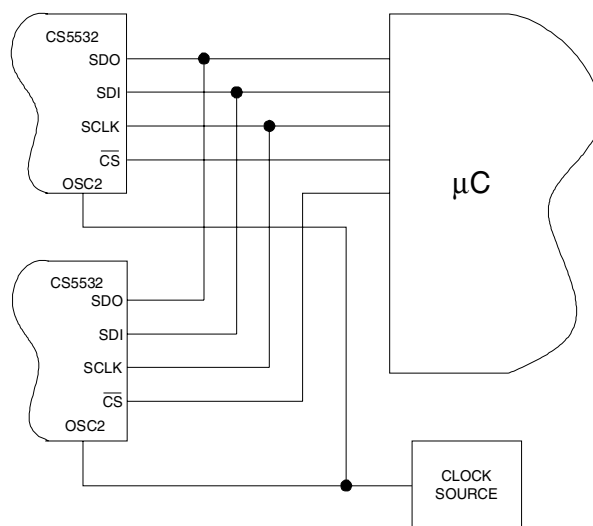 CS5532
SDO
SDI
SCLK
CS
OSC2
µC
CS5532
SDO
SDI
SCLK
CS
OSC2
CLOCK
SOURCE